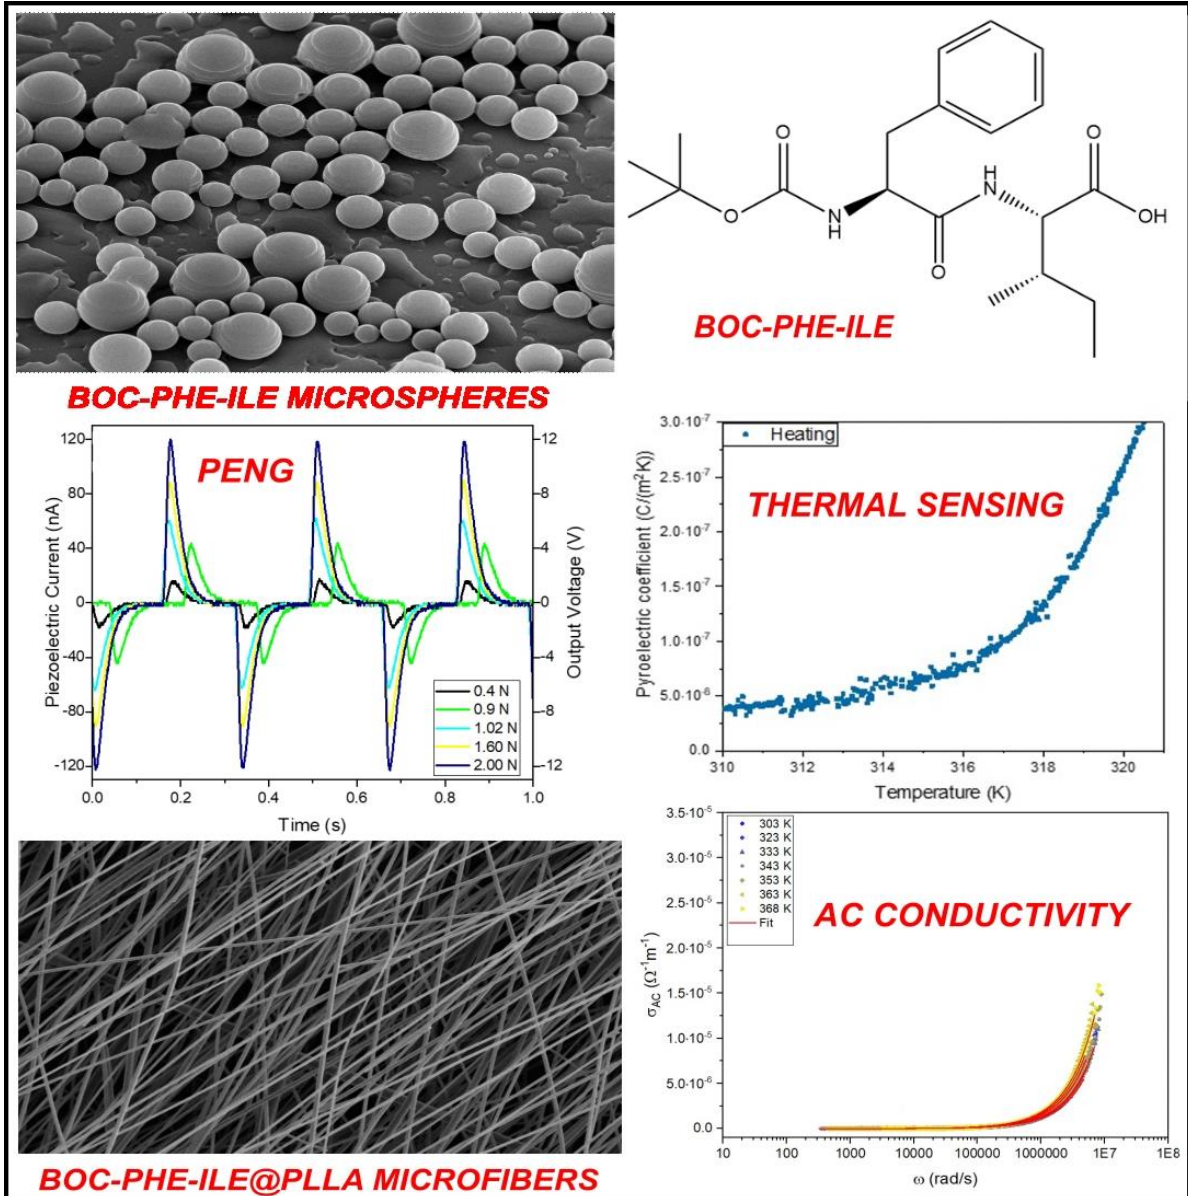 O
O
O
N
H
O
H
N
O
OH
BOC-PHE-ILE
BOC-PHE-ILE MICROSPHERES
PENG
Piezoelectric Current (nA)
120
80
40
0
-40
-80
-120
12
8
4
0
-4
-8
-12
Output Voltage (V)
0.4 N
0.9 N
1.02 N
1.60 N
2.00 N
0.0 0.2 0.4 0.6 0.8 1.0
Time (s)
Heating
THERMAL SENSING
Pyroelectric coefficient (C/(m²K)
3.0·10⁻⁷
2.5·10⁻⁷
2.0·10⁻⁷
1.5·10⁻⁷
1.0·10⁻⁷
5.0·10⁻⁸
0.0
310 312 314 316 318 320
Temperature (K)
BOC-PHE-ILE@PLLA MICROFIBERS
303 K
323 K
333 K
343 K
353 K
363 K
368 K
Fit
AC CONDUCTIVITY
σAC (Ω⁻¹m⁻¹)
3.5·10⁻⁵
3.0·10⁻⁵
2.5·10⁻⁵
2.0·10⁻⁵
1.5·10⁻⁵
1.0·10⁻⁵
5.0·10⁻⁶
0.0
10 100 1000 10000 100000 1000000 1E7 1E8
ω (rad/s)